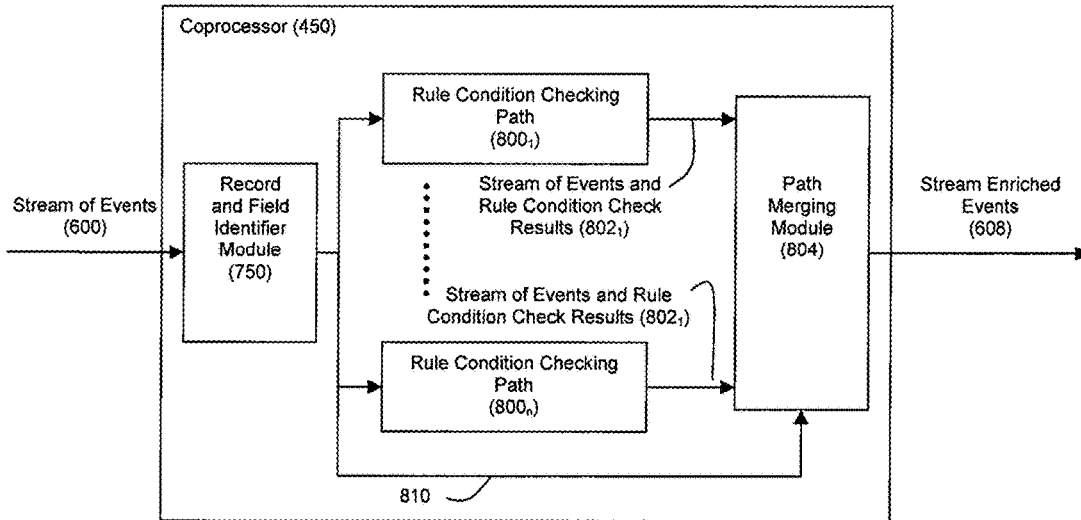 Coprocessor (450)
Rule Condition Checking
Path
(800₁)
Record
and Field
Identifier
Module
(750)
Stream of Events
(600)
Stream of Events and
Rule Condition Check
Results (802₁)
Path
Merging
Module
(804)
Stream Enriched
Events
(608)
Stream of Events and Rule
Condition Check Results (802₁)
Rule Condition Checking
Path
(800ₙ)
810